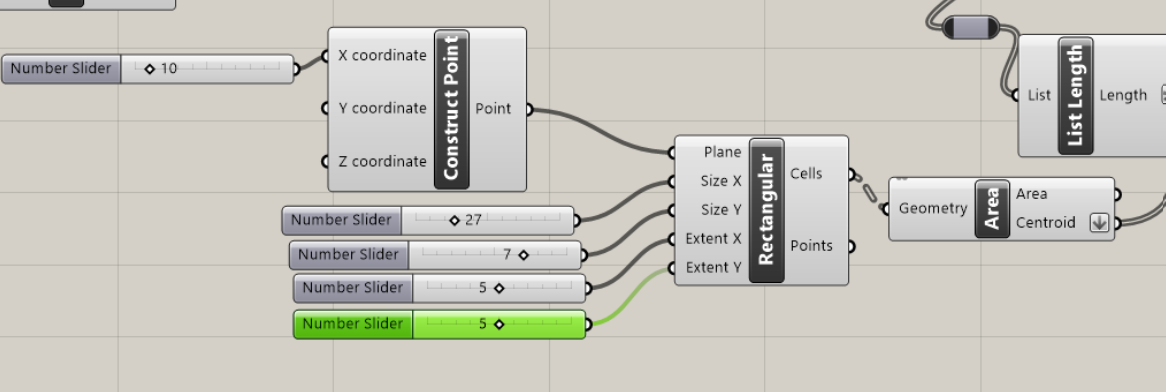 Number Slider 10
X coordinate
Y coordinate
Z coordinate
Construct Point
Point
List
List Length
Length
Number Slider 27
Number Slider 7
Number Slider 5
Number Slider 5
Plane
Size X
Size Y
Extent X
Extent Y
Rectangular
Cells
Points
Geometry
Area
Area
Centroid